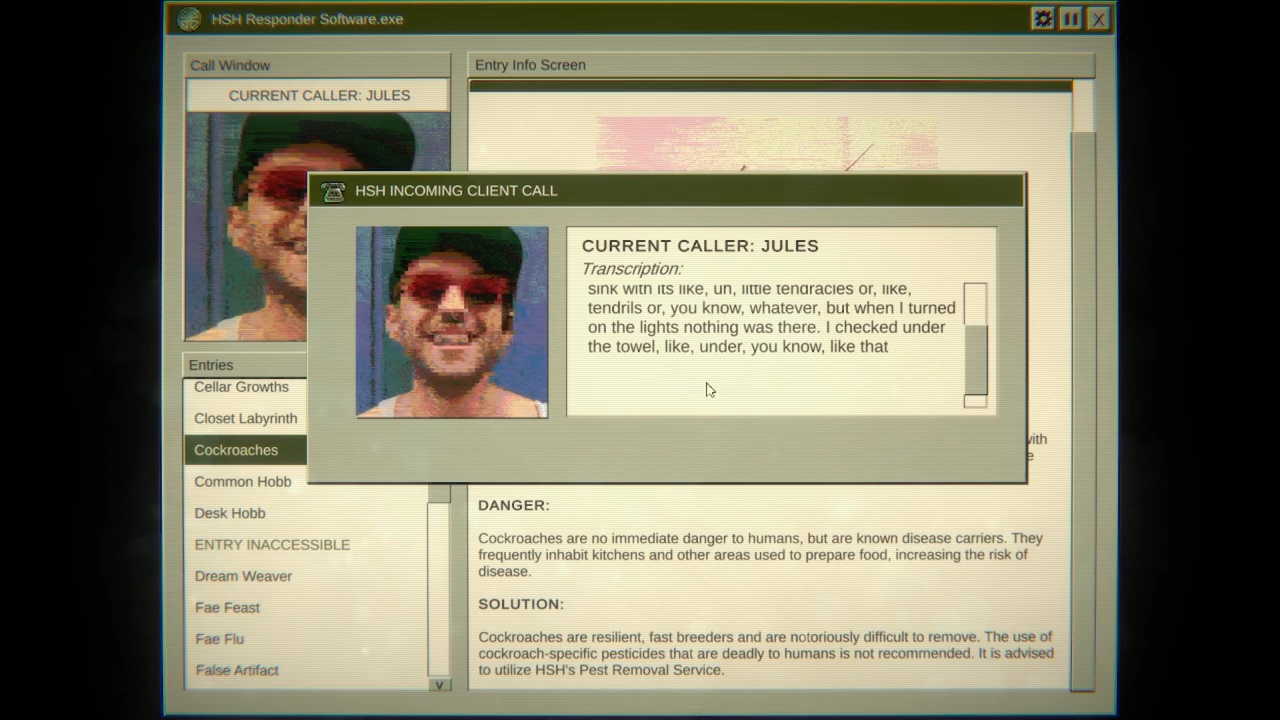 HSH Responder Software.exe
X
Call Window
CURRENT CALLER: JULES
Entry Info Screen
HSH INCOMING CLIENT CALL
CURRENT CALLER: JULES
Transcription:
sink with its like, uh, little tendracies or, like,
tendrils or, you know, whatever, but when I turned
on the lights nothing was there. I checked under
the towel, like, under, you know, like that
Entries
Cellar Growths
Closet Labyrinth
Cockroaches
Common Hobb
Desk Hobb
ENTRY INACCESSIBLE
Dream Weaver
Fae Feast
Fae Flu
False Artifact
V
with
DANGER:
Cockroaches are no immediate danger to humans, but are known disease carriers. They
frequently inhabit kitchens and other areas used to prepare food, increasing the risk of
disease.
SOLUTION:
Cockroaches are resilient, fast breeders and are notoriously difficult to remove. The use of
cockroach-specific pesticides that are deadly to humans is not recommended. It is advised
to utilize HSH's Pest Removal Service.